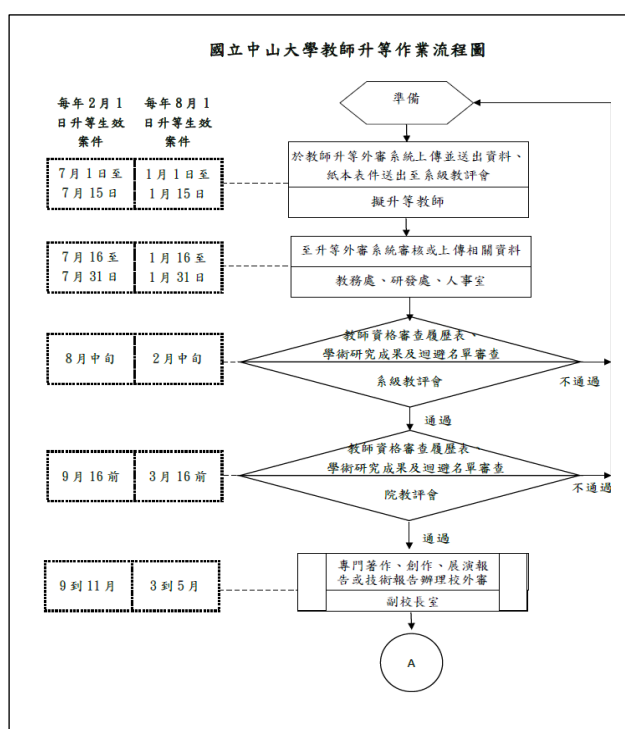 國立中山大學教師升等作業流程圖
每年2月1
日升等生效
案件
每年8月1
日升等生效
案件
準備
7月1日至
7月15日
1月1日至
1月15日
於教師升等外審系統上傳並送出資料、
紙本表件送出至系級教評會
擬升等教師
7月16至
7月31日
1月16至
1月31日
至升等外審系統審核或上傳相關資料
教務處、研發處、人事室
8月中旬
2月中旬
教師資格審查履歷表、
學術研究成果及迴避名單審查
系級教評會
不通過
通過
9月16前
3月16前
教師資格審查履歷表、
學術研究成果及迴避名單審查
院教評會
不通過
通過
9到11月
3到5月
專門著作、創作、展演報
告或技術報告辦理校外審
副校長室
A